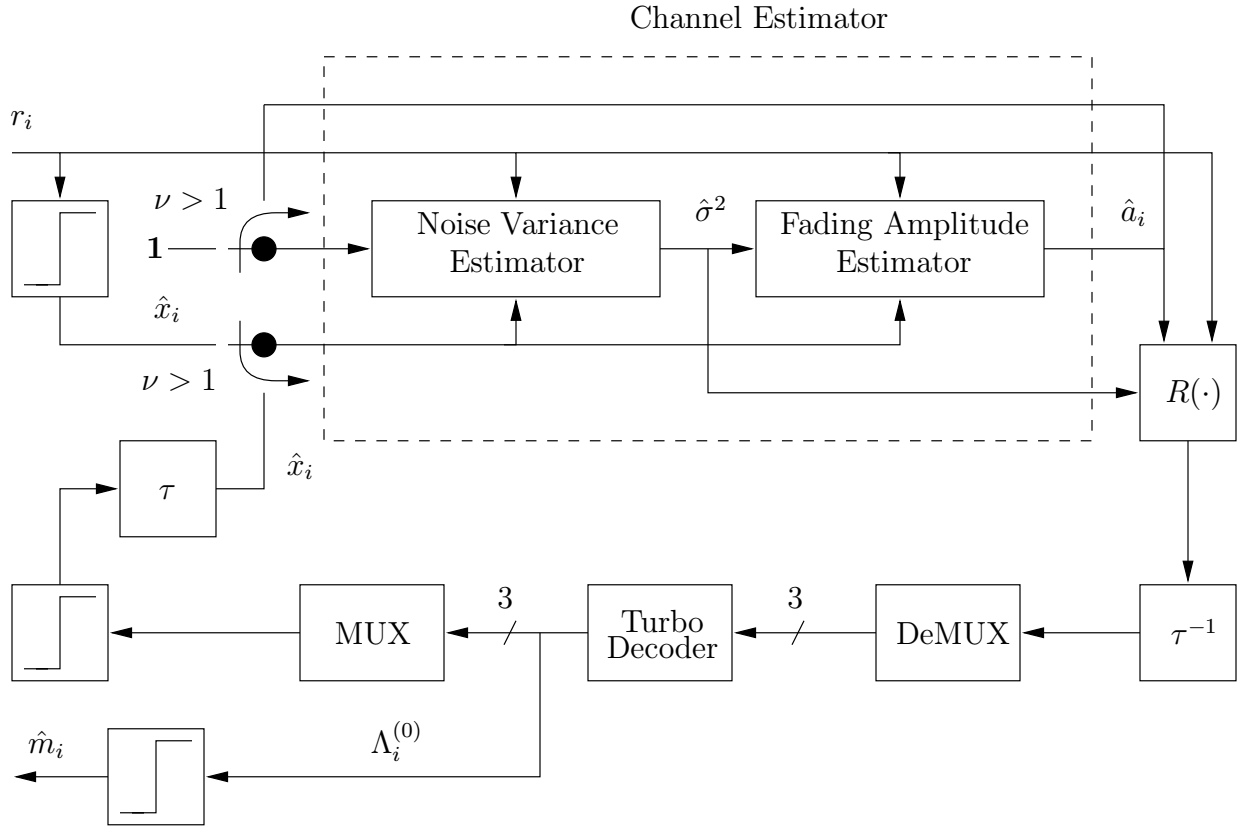 Channel Estimator
r_i
ν > 1
1
Noise Variance
Estimator
σ̂²
Fading Amplitude
Estimator
â_i
x̂_i
ν > 1
R(·)
τ
x̂_i
3
3
MUX
Turbo
Decoder
DeMUX
τ⁻¹
m̂_i
Λ_i^(0)